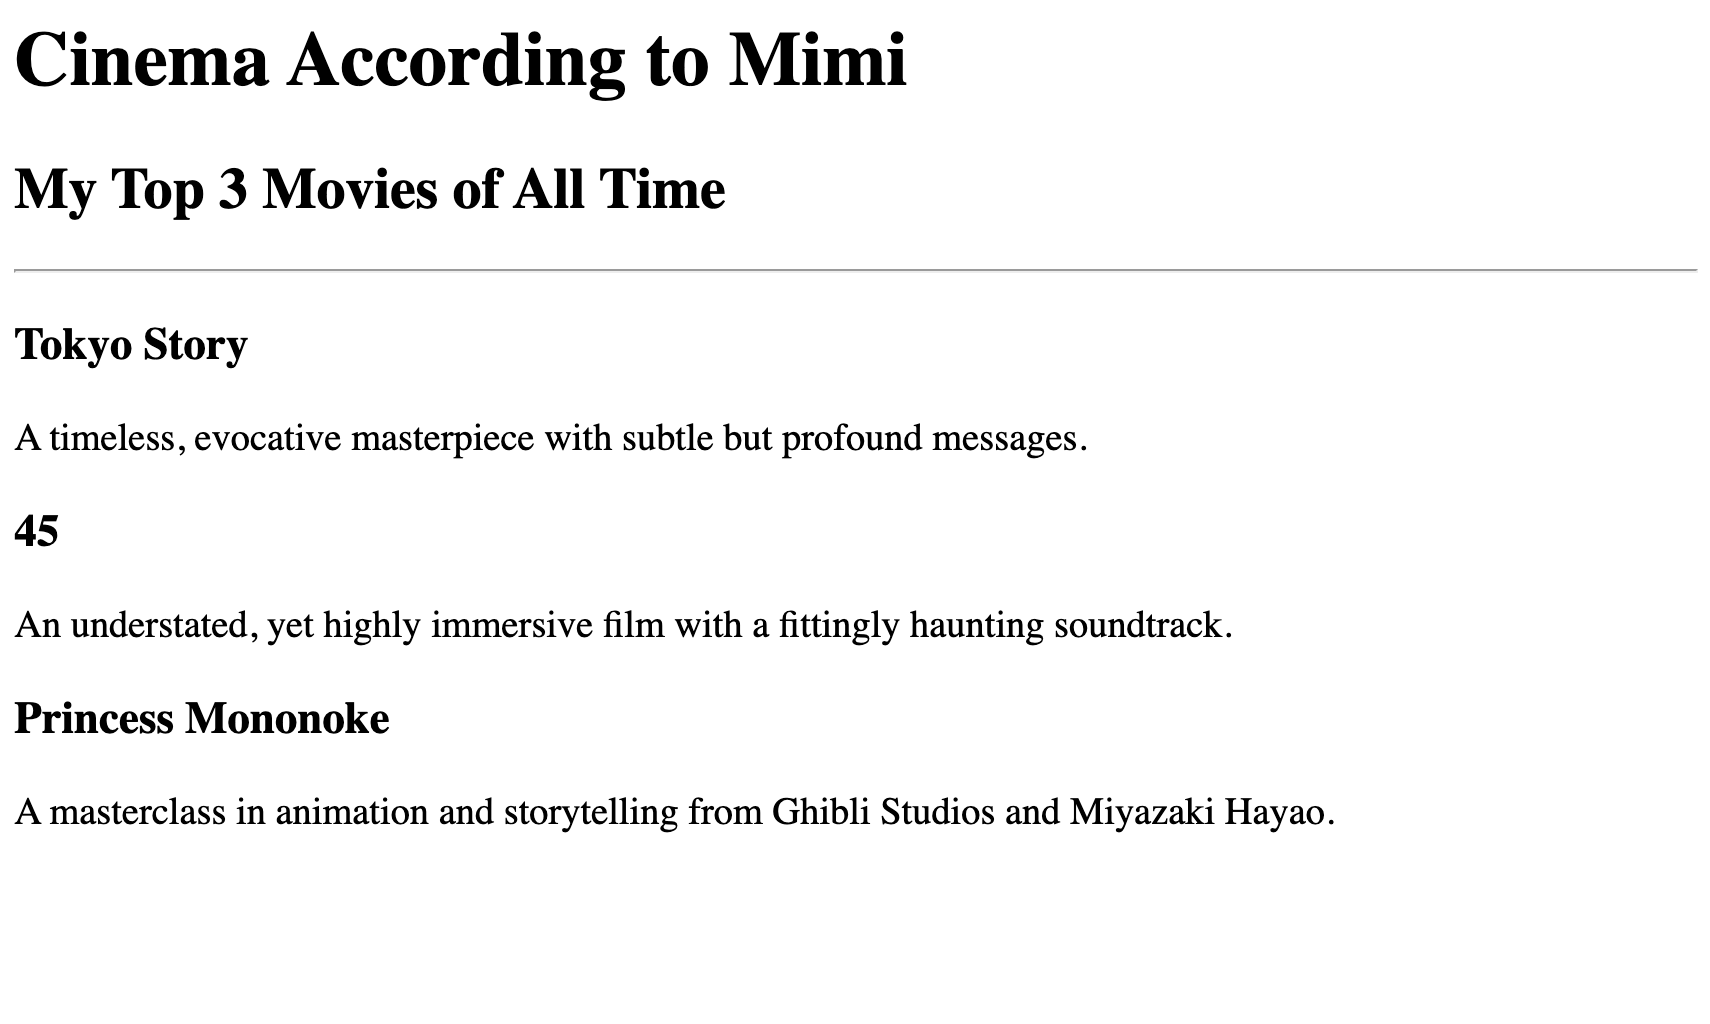 Cinema According to Mimi
My Top 3 Movies of All Time
Tokyo Story
A timeless, evocative masterpiece with subtle but profound messages.
45
An understated, yet highly immersive film with a fittingly haunting soundtrack.
Princess Mononoke
A masterclass in animation and storytelling from Ghibli Studios and Miyazaki Hayao.